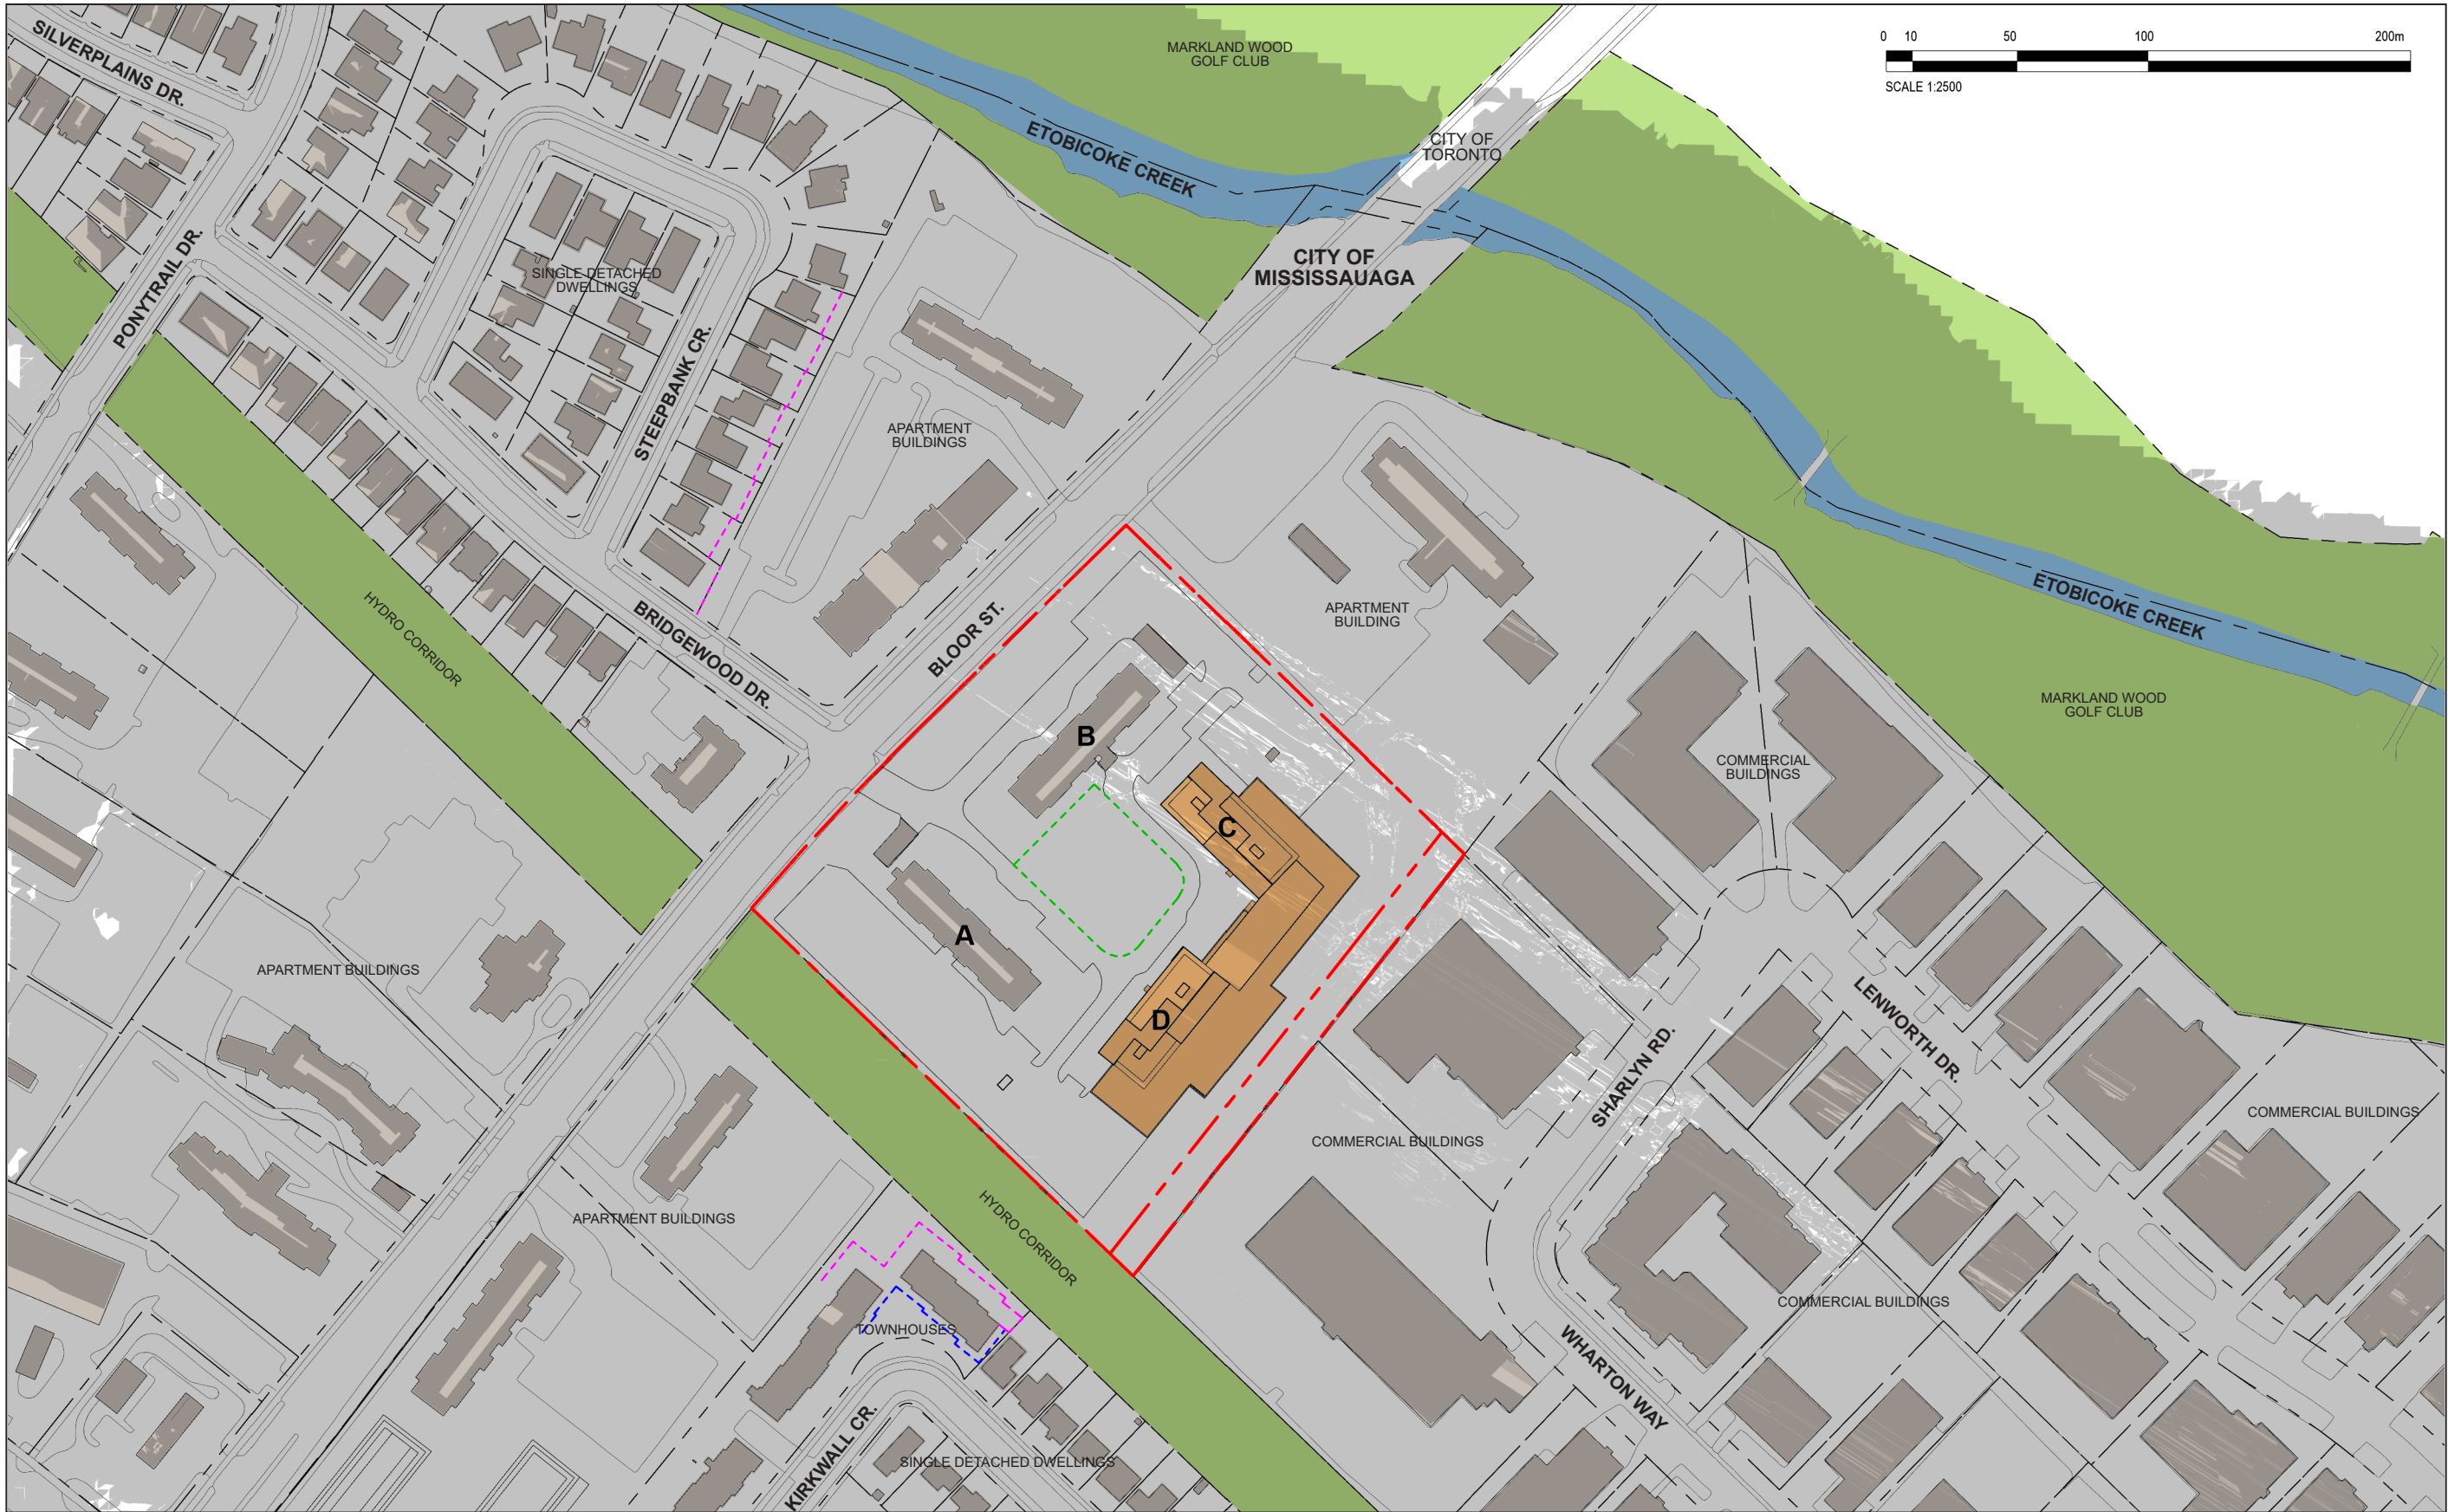 SILVERPLAINS DR.
MARKLAND WOOD
GOLF CLUB
0 10 50 100 200m
SCALE 1:2500
ETOBICOKE CREEK
CITY OF
TORONTO
CITY OF
MISSISSAUAGA
PONYTRAIL DR.
SINGLE DETACHED
DWELLINGS
STEEPBANK CR.
APARTMENT
BUILDINGS
HYDRO CORRIDOR
BRIDGEWOOD DR.
BLOOR ST.
APARTMENT
BUILDING
ETOBICOKE CREEK
MARKLAND WOOD
GOLF CLUB
B
COMMERCIAL
BUILDINGS
C
A
D
APARTMENT BUILDINGS
LENWORTH DR.
SHARLYN RD.
COMMERCIAL BUILDINGS
COMMERCIAL BUILDINGS
APARTMENT BUILDINGS
HYDRO CORRIDOR
COMMERCIAL BUILDINGS
TOWNHOUSES
WHARTON WAY
KIRKWALL CR.
SINGLE DETACHED DWELLINGS